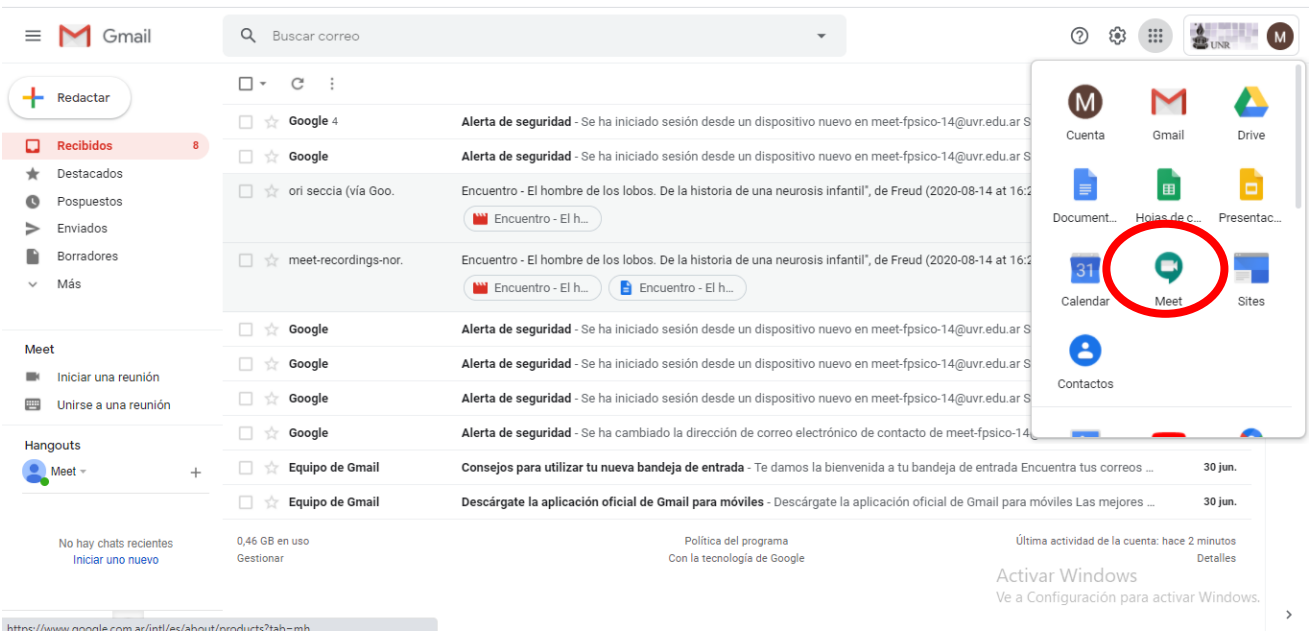 Gmail
Buscar correo
UNR
M
Redactar
Recibidos 8
Destacados
Pospuestos
Enviados
Borradores
Más
Meet
Iniciar una reunión
Unirse a una reunión
Hangouts
Meet
No hay chats recientes
Iniciar uno nuevo
Google 4 Alerta de seguridad - Se ha iniciado sesión desde un dispositivo nuevo en meet-fpsico-14@uvr.edu.ar S
Google Alerta de seguridad - Se ha iniciado sesión desde un dispositivo nuevo en meet-fpsico-14@uvr.edu.ar S
ori seccia (vía Goo. Encuentro - El hombre de los lobos. De la historia de una neurosis infantil", de Freud (2020-08-14 at 16:2
Encuentro - El h...
meet-recordings-nor. Encuentro - El hombre de los lobos. De la historia de una neurosis infantil", de Freud (2020-08-14 at 16:2
Encuentro - El h... Encuentro - El h...
Google Alerta de seguridad - Se ha iniciado sesión desde un dispositivo nuevo en meet-fpsico-14@uvr.edu.ar S
Google Alerta de seguridad - Se ha iniciado sesión desde un dispositivo nuevo en meet-fpsico-14@uvr.edu.ar S
Google Alerta de seguridad - Se ha iniciado sesión desde un dispositivo nuevo en meet-fpsico-14@uvr.edu.ar S
Google Alerta de seguridad - Se ha cambiado la dirección de correo electrónico de contacto de meet-fpsico-14@
Equipo de Gmail Consejos para utilizar tu nueva bandeja de entrada - Te damos la bienvenida a tu bandeja de entrada Encuentra tus correos ... 30 jun.
Equipo de Gmail Descárgate la aplicación oficial de Gmail para móviles - Descárgate la aplicación oficial de Gmail para móviles Las mejores ... 30 jun.
0,46 GB en uso
Gestionar
Política del programa
Con la tecnología de Google
Última actividad de la cuenta: hace 2 minutos
Detalles
M
Cuenta Gmail Drive
Document... Hojas de c... Presentac...
31
Calendar Meet Sites
Contactos
Activar Windows
Ve a Configuración para activar Windows.
https://www.google.com.ar/intl/es/about/products?tab=mh